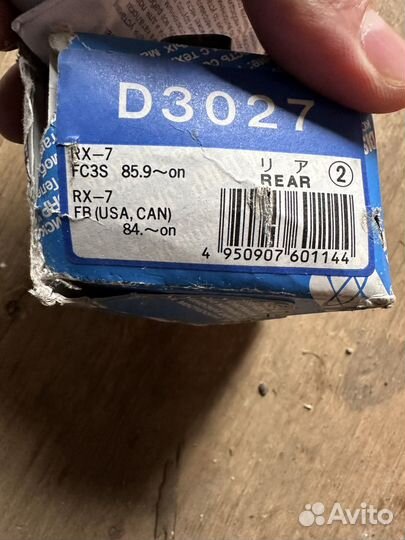 D3027
RX-7
FC3S 85.9~on
RX-7
FB (USA, CAN)
84.~on
リア
REAR
②
4 950907 601144
Avito